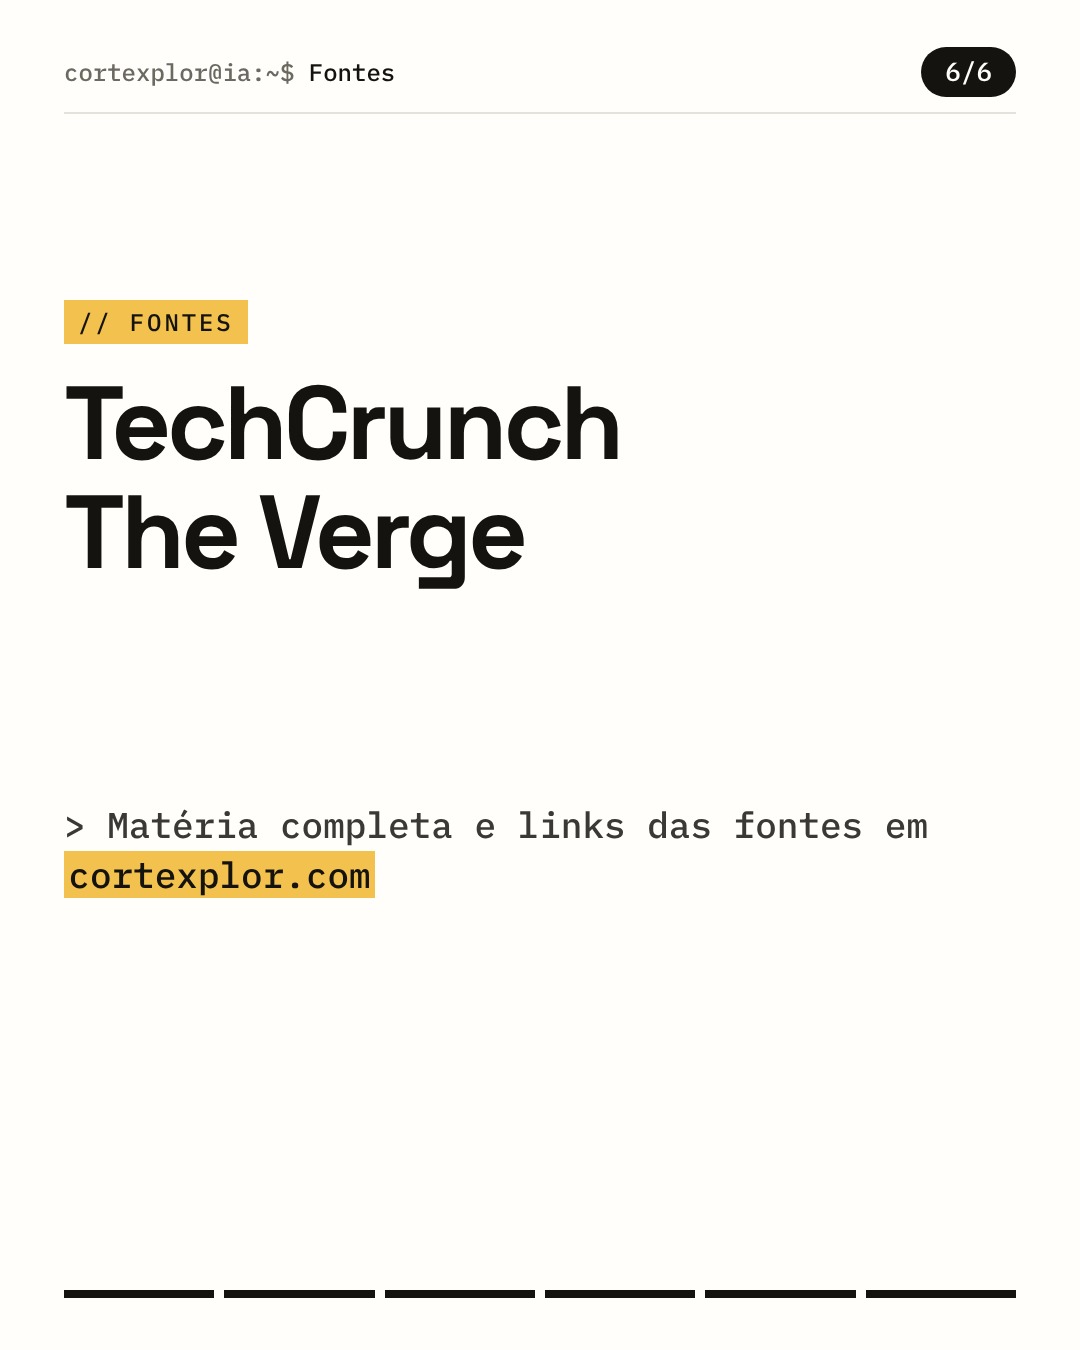 cortexplor@ia:~$ Fontes
6/6
// FONTES
TechCrunch
The Verge
> Matéria completa e links das fontes em
cortexplor.com